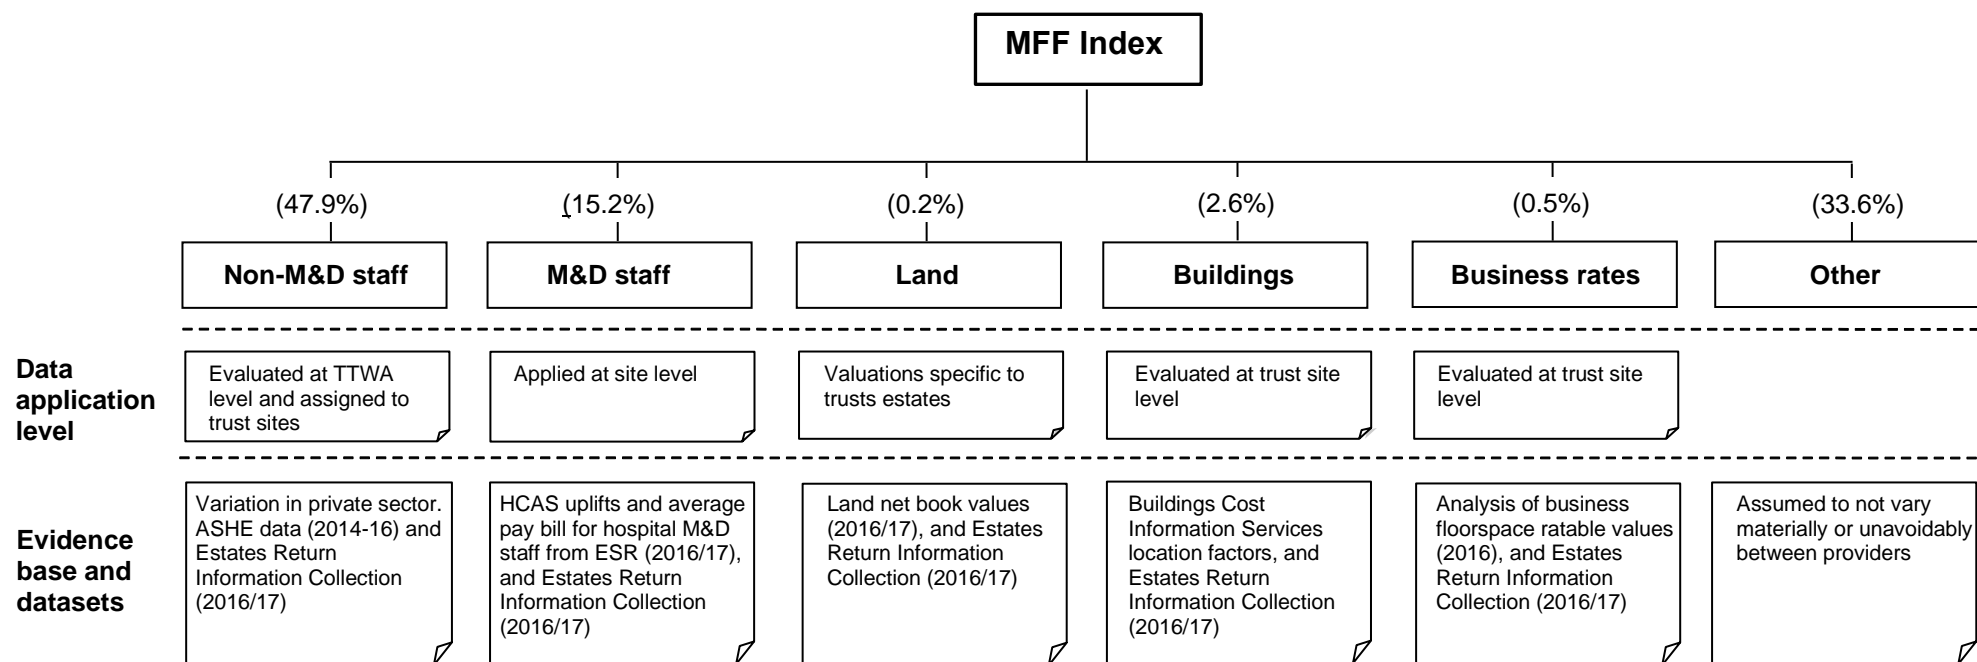 MFF Index
(47.9%)
(15.2%)
(0.2%)
(2.6%)
(0.5%)
(33.6%)
Non-M&D staff
M&D staff
Land
Buildings
Business rates
Other
Data
application
level
Evaluated at TTWA
level and assigned to
trust sites
Applied at site level
Valuations specific to
trusts estates
Evaluated at trust site
level
Evaluated at trust site
level
Evidence
base and
datasets
Variation in private sector.
ASHE data (2014-16) and
Estates Return
Information Collection
(2016/17)
HCAS uplifts and average
pay bill for hospital M&D
staff from ESR (2016/17),
and Estates Return
Information Collection
(2016/17)
Land net book values
(2016/17), and Estates
Return Information
Collection (2016/17)
Buildings Cost
Information Services
location factors, and
Estates Return
Information Collection
(2016/17)
Analysis of business
floorspace ratable values
(2016), and Estates
Return Information
Collection (2016/17)
Assumed to not vary
materially or unavoidably
between providers